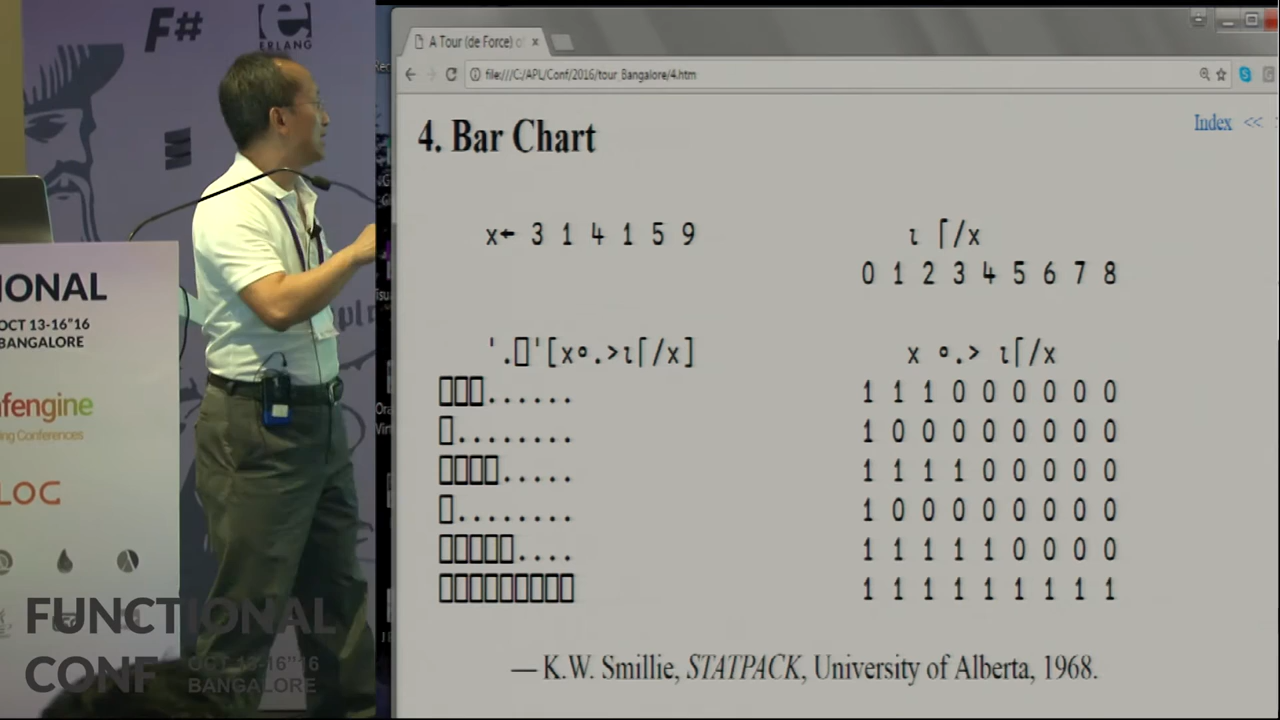 F#
ERLANG
A Tour (de Force) o
file:///C:/APL/Conf/2016/tour_Bangalore/4.htm
4. Bar Chart
Index <<
x← 3 1 4 1 5 9
⍳ ⌈/x
0 1 2 3 4 5 6 7 8
'.⎕'[x∘.>⍳⌈/x]
x ∘.> ⍳⌈/x
⎕⎕⎕......
1 1 1 0 0 0 0 0 0
⎕........
1 0 0 0 0 0 0 0 0
⎕⎕⎕⎕.....
1 1 1 1 0 0 0 0 0
⎕........
1 0 0 0 0 0 0 0 0
⎕⎕⎕⎕⎕....
1 1 1 1 1 0 0 0 0
⎕⎕⎕⎕⎕⎕⎕⎕⎕
1 1 1 1 1 1 1 1 1
— K.W. Smillie, STATPACK, University of Alberta, 1968.
IONAL
OCT 13-16"16
BANGALORE
nfengine
ng Conferences
LOG
FUNCTIONAL
CONF
OCT 13-16"16
BANGALORE